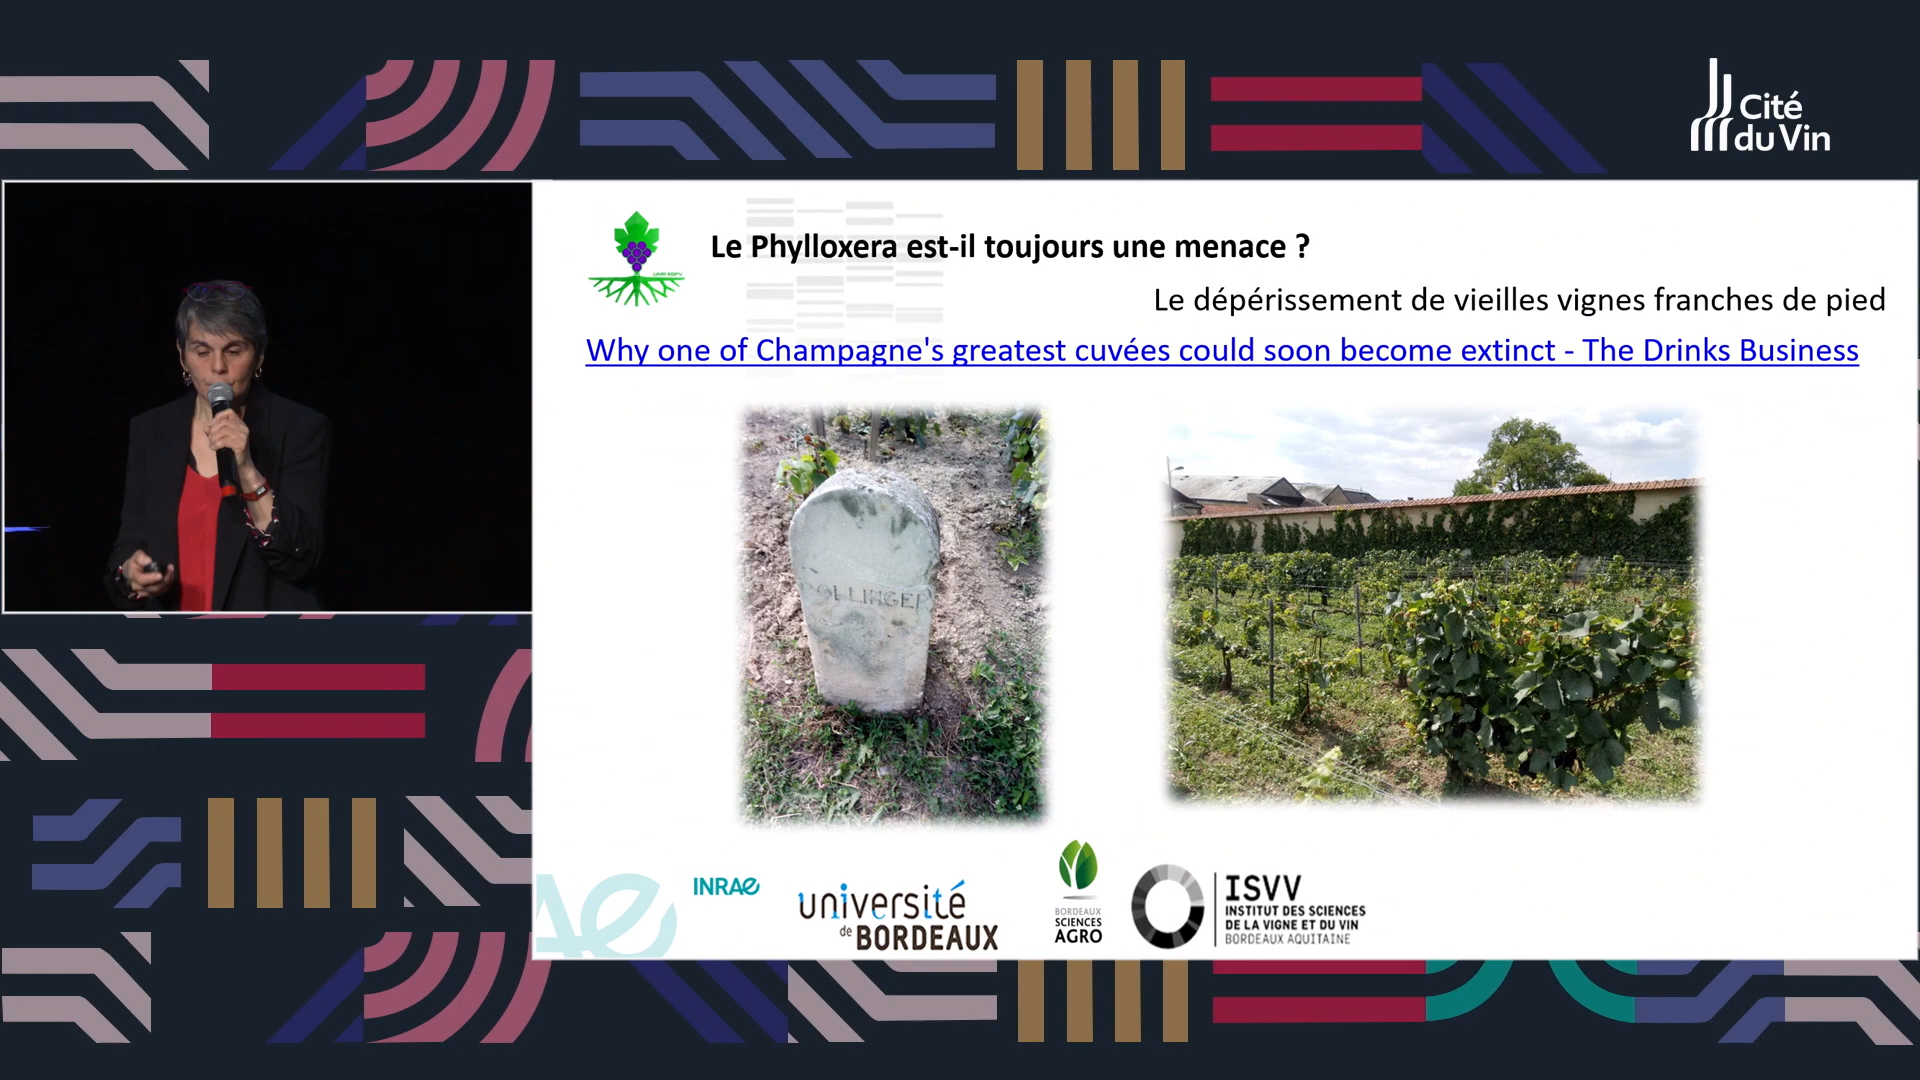 Cité
du Vin
Le Phylloxera est-il toujours une menace ?
Le dépérissement de vieilles vignes franches de pied
Why one of Champagne's greatest cuvées could soon become extinct - The Drinks Business
BOLLINGER
INRAE
université
de BORDEAUX
BORDEAUX
SCIENCES
AGRO
ISVV
INSTITUT DES SCIENCES
DE LA VIGNE ET DU VIN
BORDEAUX AQUITAINE